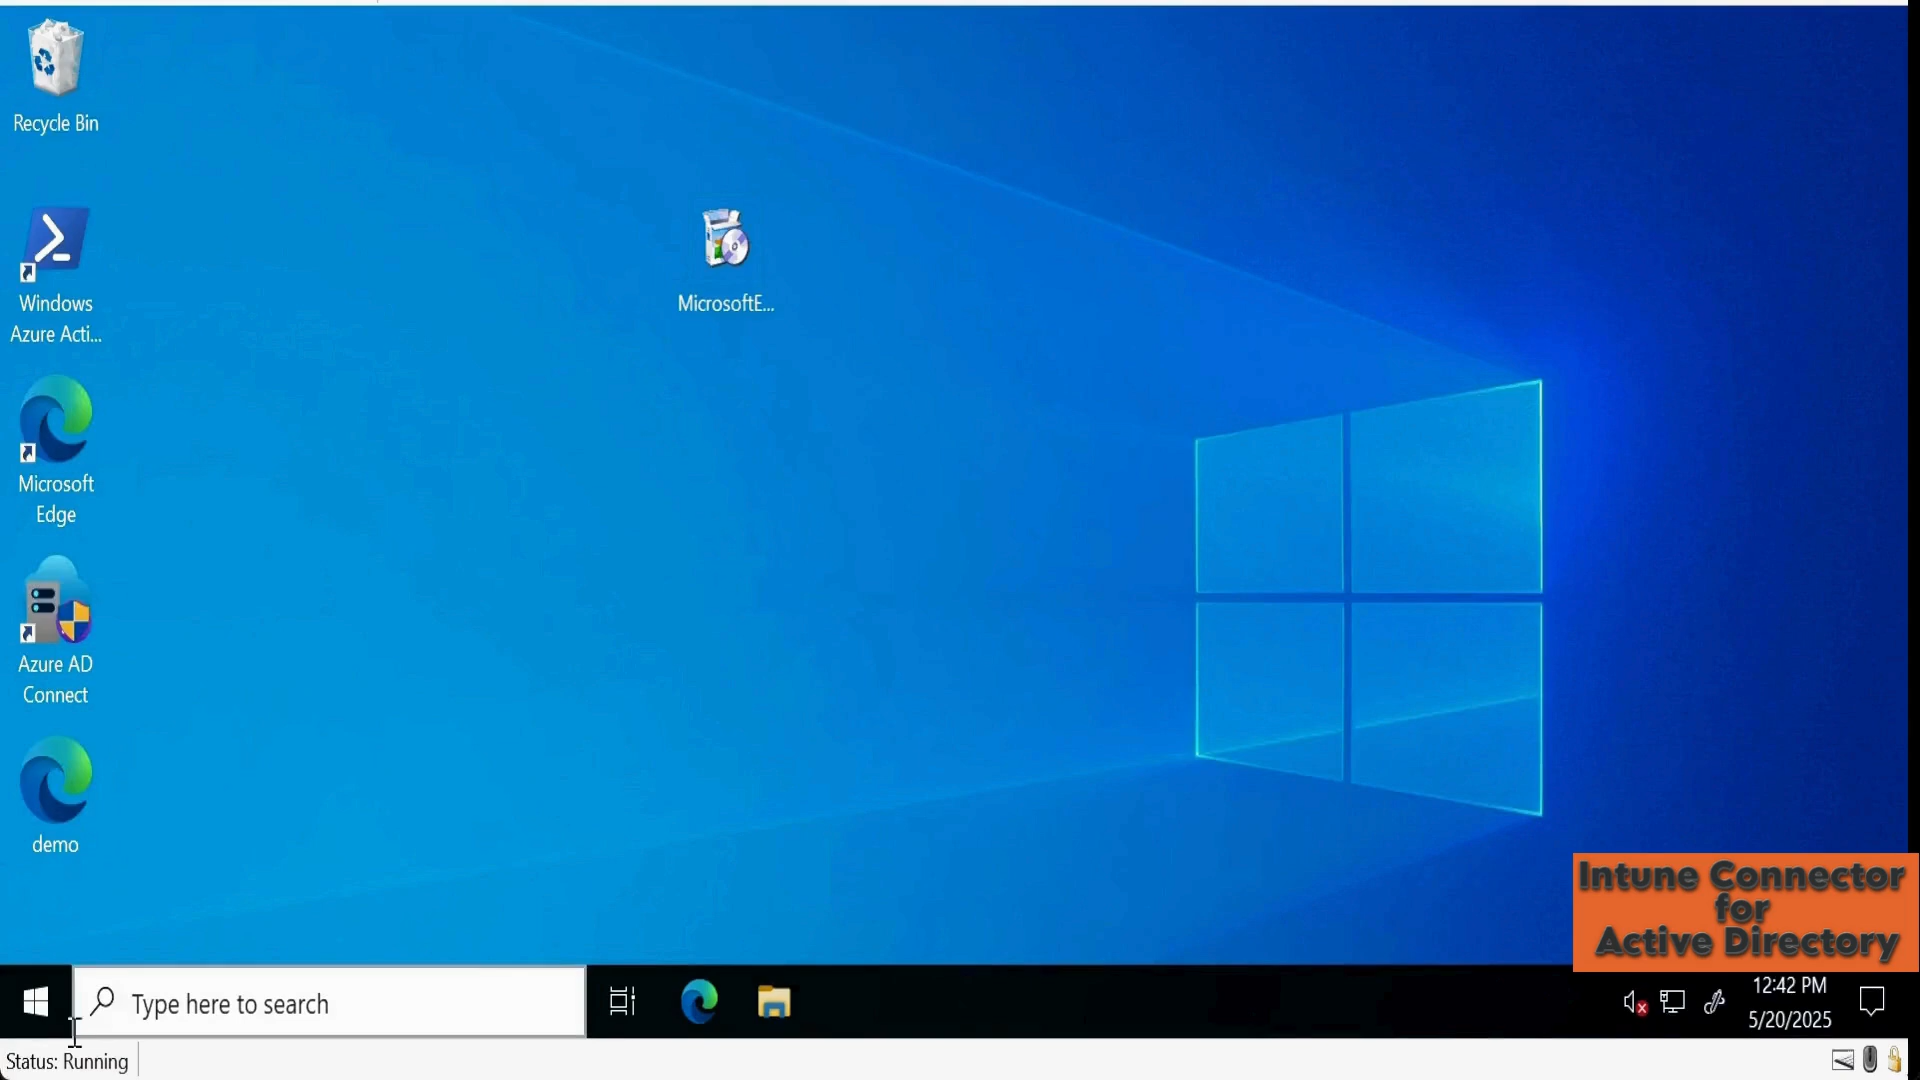 Recycle Bin
Windows
Azure Acti...
MicrosoftE...
Microsoft
Edge
Azure AD
Connect
demo
Intune Connector
for
Active Directory
Type here to search
12:42 PM
5/20/2025
Status: Running